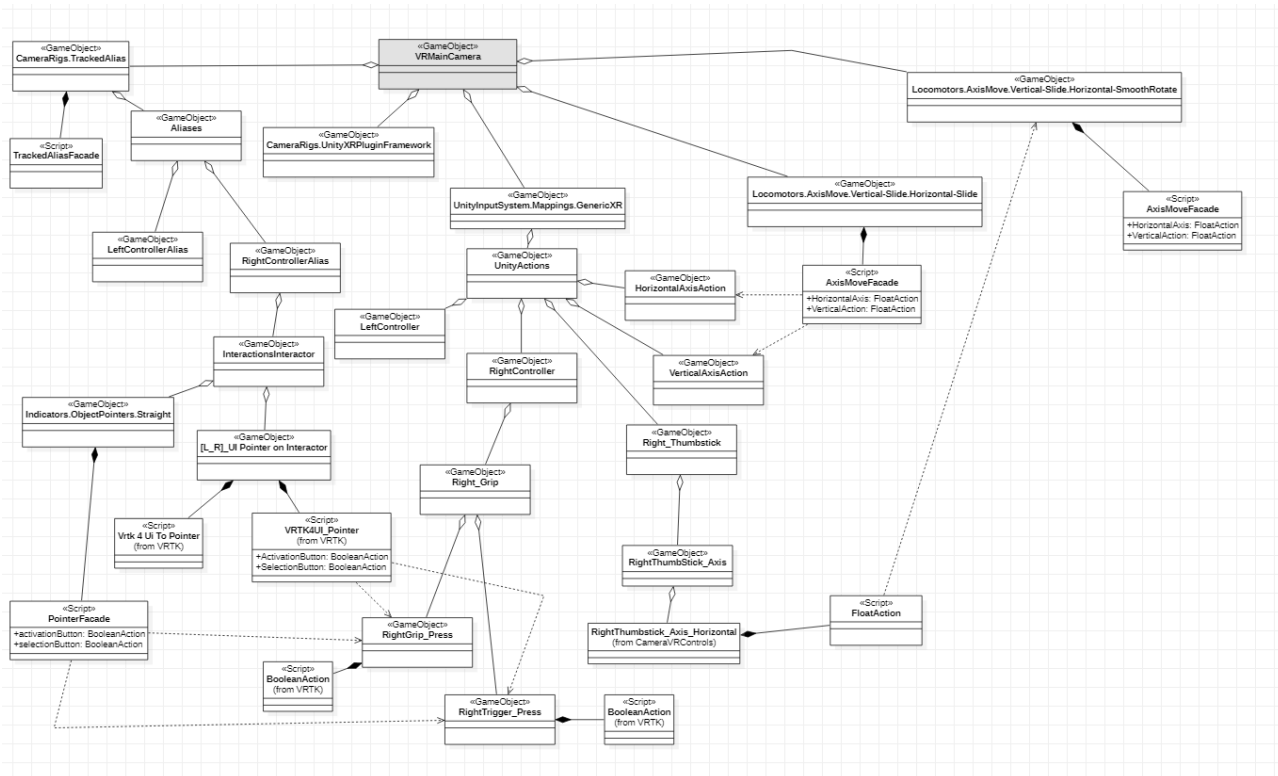 «GameObject»
CameraRigs.TrackedAlias
«GameObject»
VRMainCamera
«GameObject»
Locomotors.AxisMove.Vertical-Slide.Horizontal-SmoothRotate
«GameObject»
Aliases
«Script»
TrackedAliasFacade
«GameObject»
CameraRigs.UnityXRPluginFramework
«GameObject»
UnityInputSystem.Mappings.GenericXR
«GameObject»
Locomotors.AxisMove.Vertical-Slide.Horizontal-Slide
«Script»
AxisMoveFacade
+HorizontalAxis: FloatAction
+VerticalAction: FloatAction
«GameObject»
LeftControllerAlias
«GameObject»
RightControllerAlias
«GameObject»
UnityActions
«GameObject»
HorizontalAxisAction
«Script»
AxisMoveFacade
+HorizontalAxis: FloatAction
+VerticalAction: FloatAction
«GameObject»
LeftController
«GameObject»
InteractionsInteractor
«GameObject»
RightController
«GameObject»
VerticalAxisAction
«GameObject»
Indicators.ObjectPointers.Straight
«GameObject»
[L_R]_UI Pointer on Interactor
«GameObject»
Right_Thumbstick
«GameObject»
Right_Grip
«Script»
Vrtk 4 Ui To Pointer
(from VRTK)
«Script»
VRTK4UI_Pointer
(from VRTK)
+ActivationButton: BooleanAction
+SelectionButton: BooleanAction
«GameObject»
RightThumbStick_Axis
«Script»
PointerFacade
+activationButton: BooleanAction
+selectionButton: BooleanAction
«GameObject»
RightGrip_Press
«GameObject»
RightThumbstick_Axis_Horizontal
(from CameraVRControls)
«Script»
FloatAction
«Script»
BooleanAction
(from VRTK)
«GameObject»
RightTrigger_Press
«Script»
BooleanAction
(from VRTK)